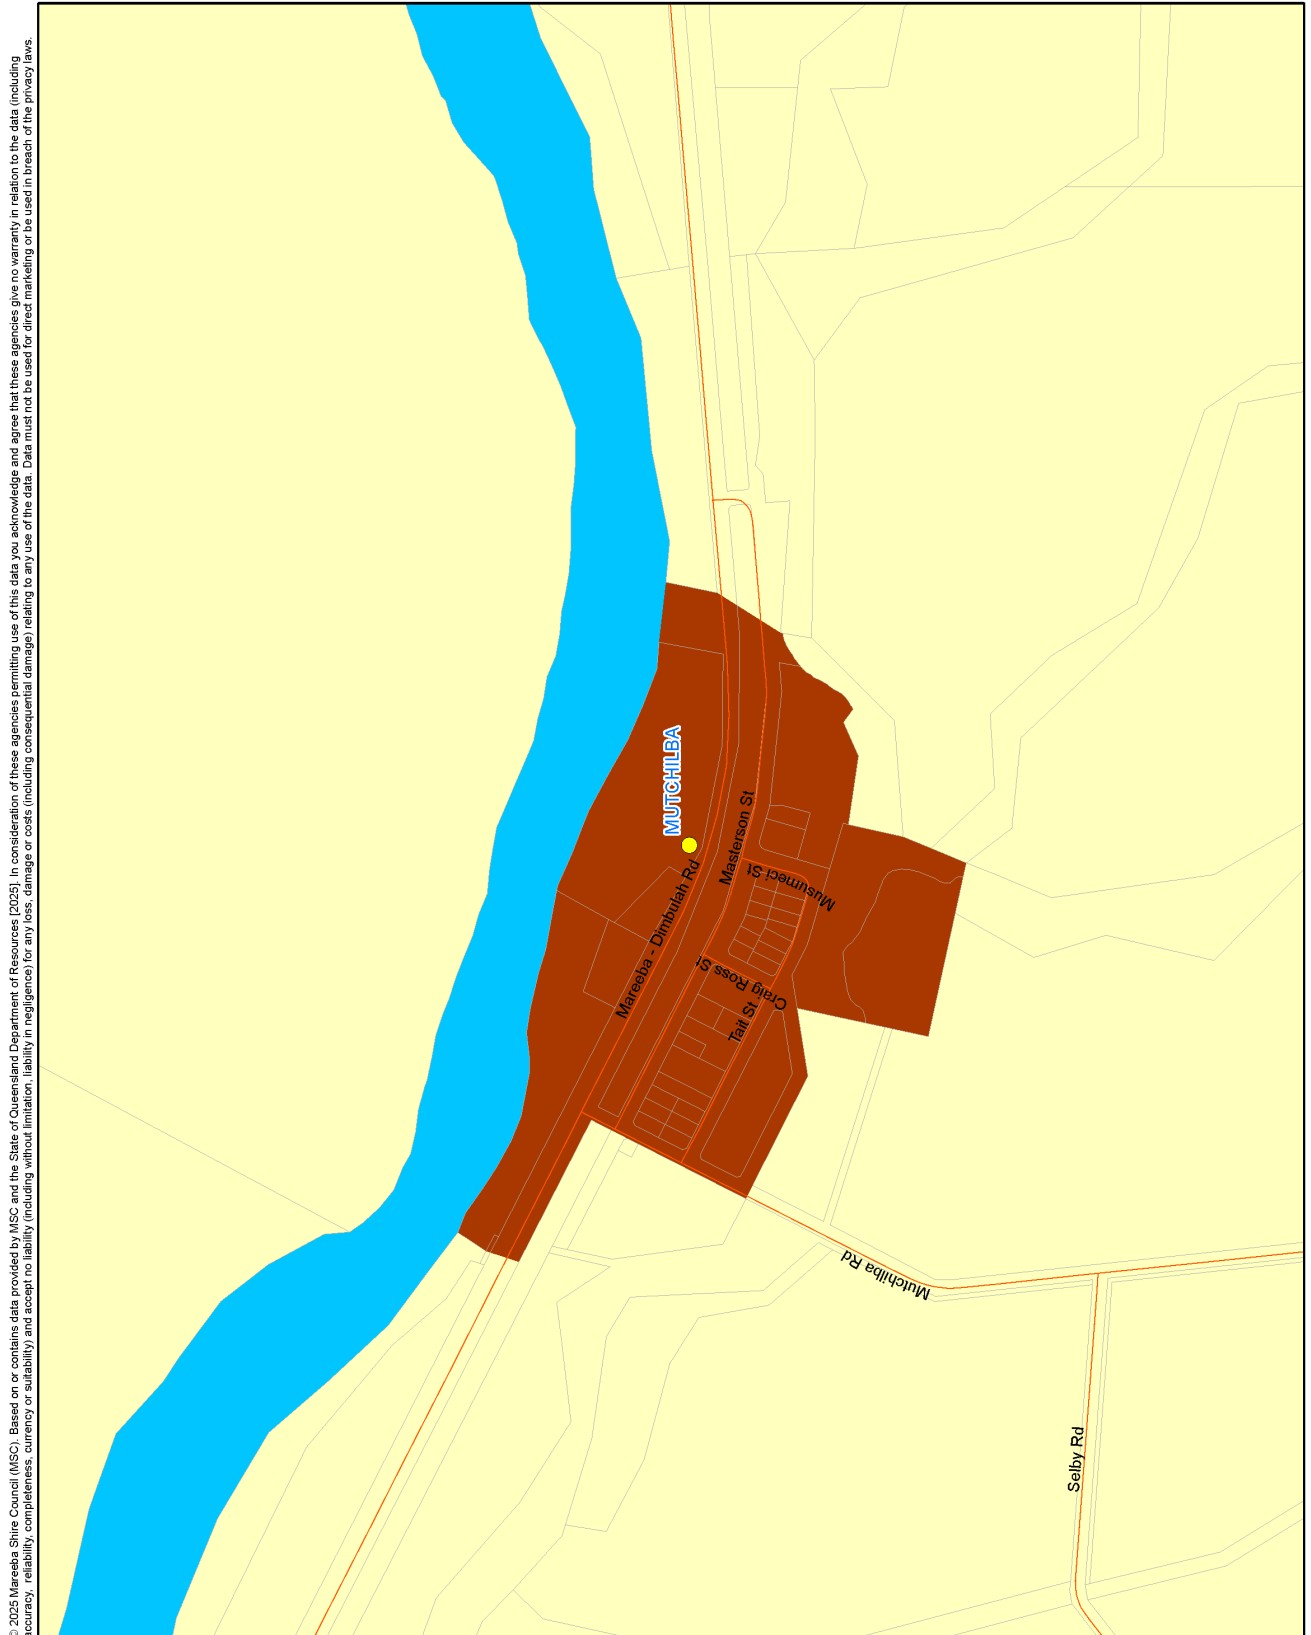 © 2025 Mareeba Shire Council (MSC). Based on or contains data provided by MSC and the State of Queensland Department of Resources [2025]. In consideration of these agencies permitting use of this data you acknowledge and agree that these agencies give no warranty in relation to the data (including
accuracy, reliability, completeness, currency or suitability) and accept no liability (including without limitation, liability in negligence) for any loss, damage or costs (including consequential damage) relating to any use of the data. Data must not be used for direct marketing or be used in breach of the privacy laws.
MUTCHILBA
Masterson St
Mareeba - Dimbulah Rd
Musumeci St
Craig Ross St
Tait St
Mutchilba Rd
Selby Rd